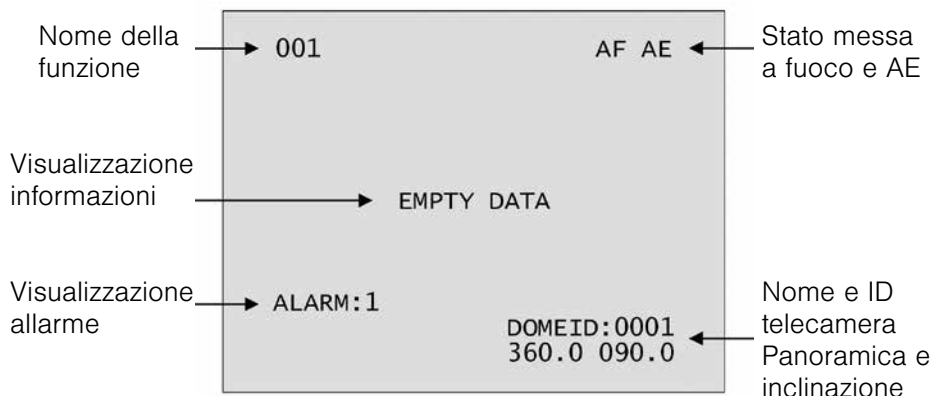 Nome della
funzione
001
AF AE
Stato messa
a fuoco e AE
Visualizzazione
informazioni
EMPTY DATA
Visualizzazione
allarme
ALARM:1
DOMEID:0001
360.0 090.0
Nome e ID
telecamera
Panoramica e
inclinazione